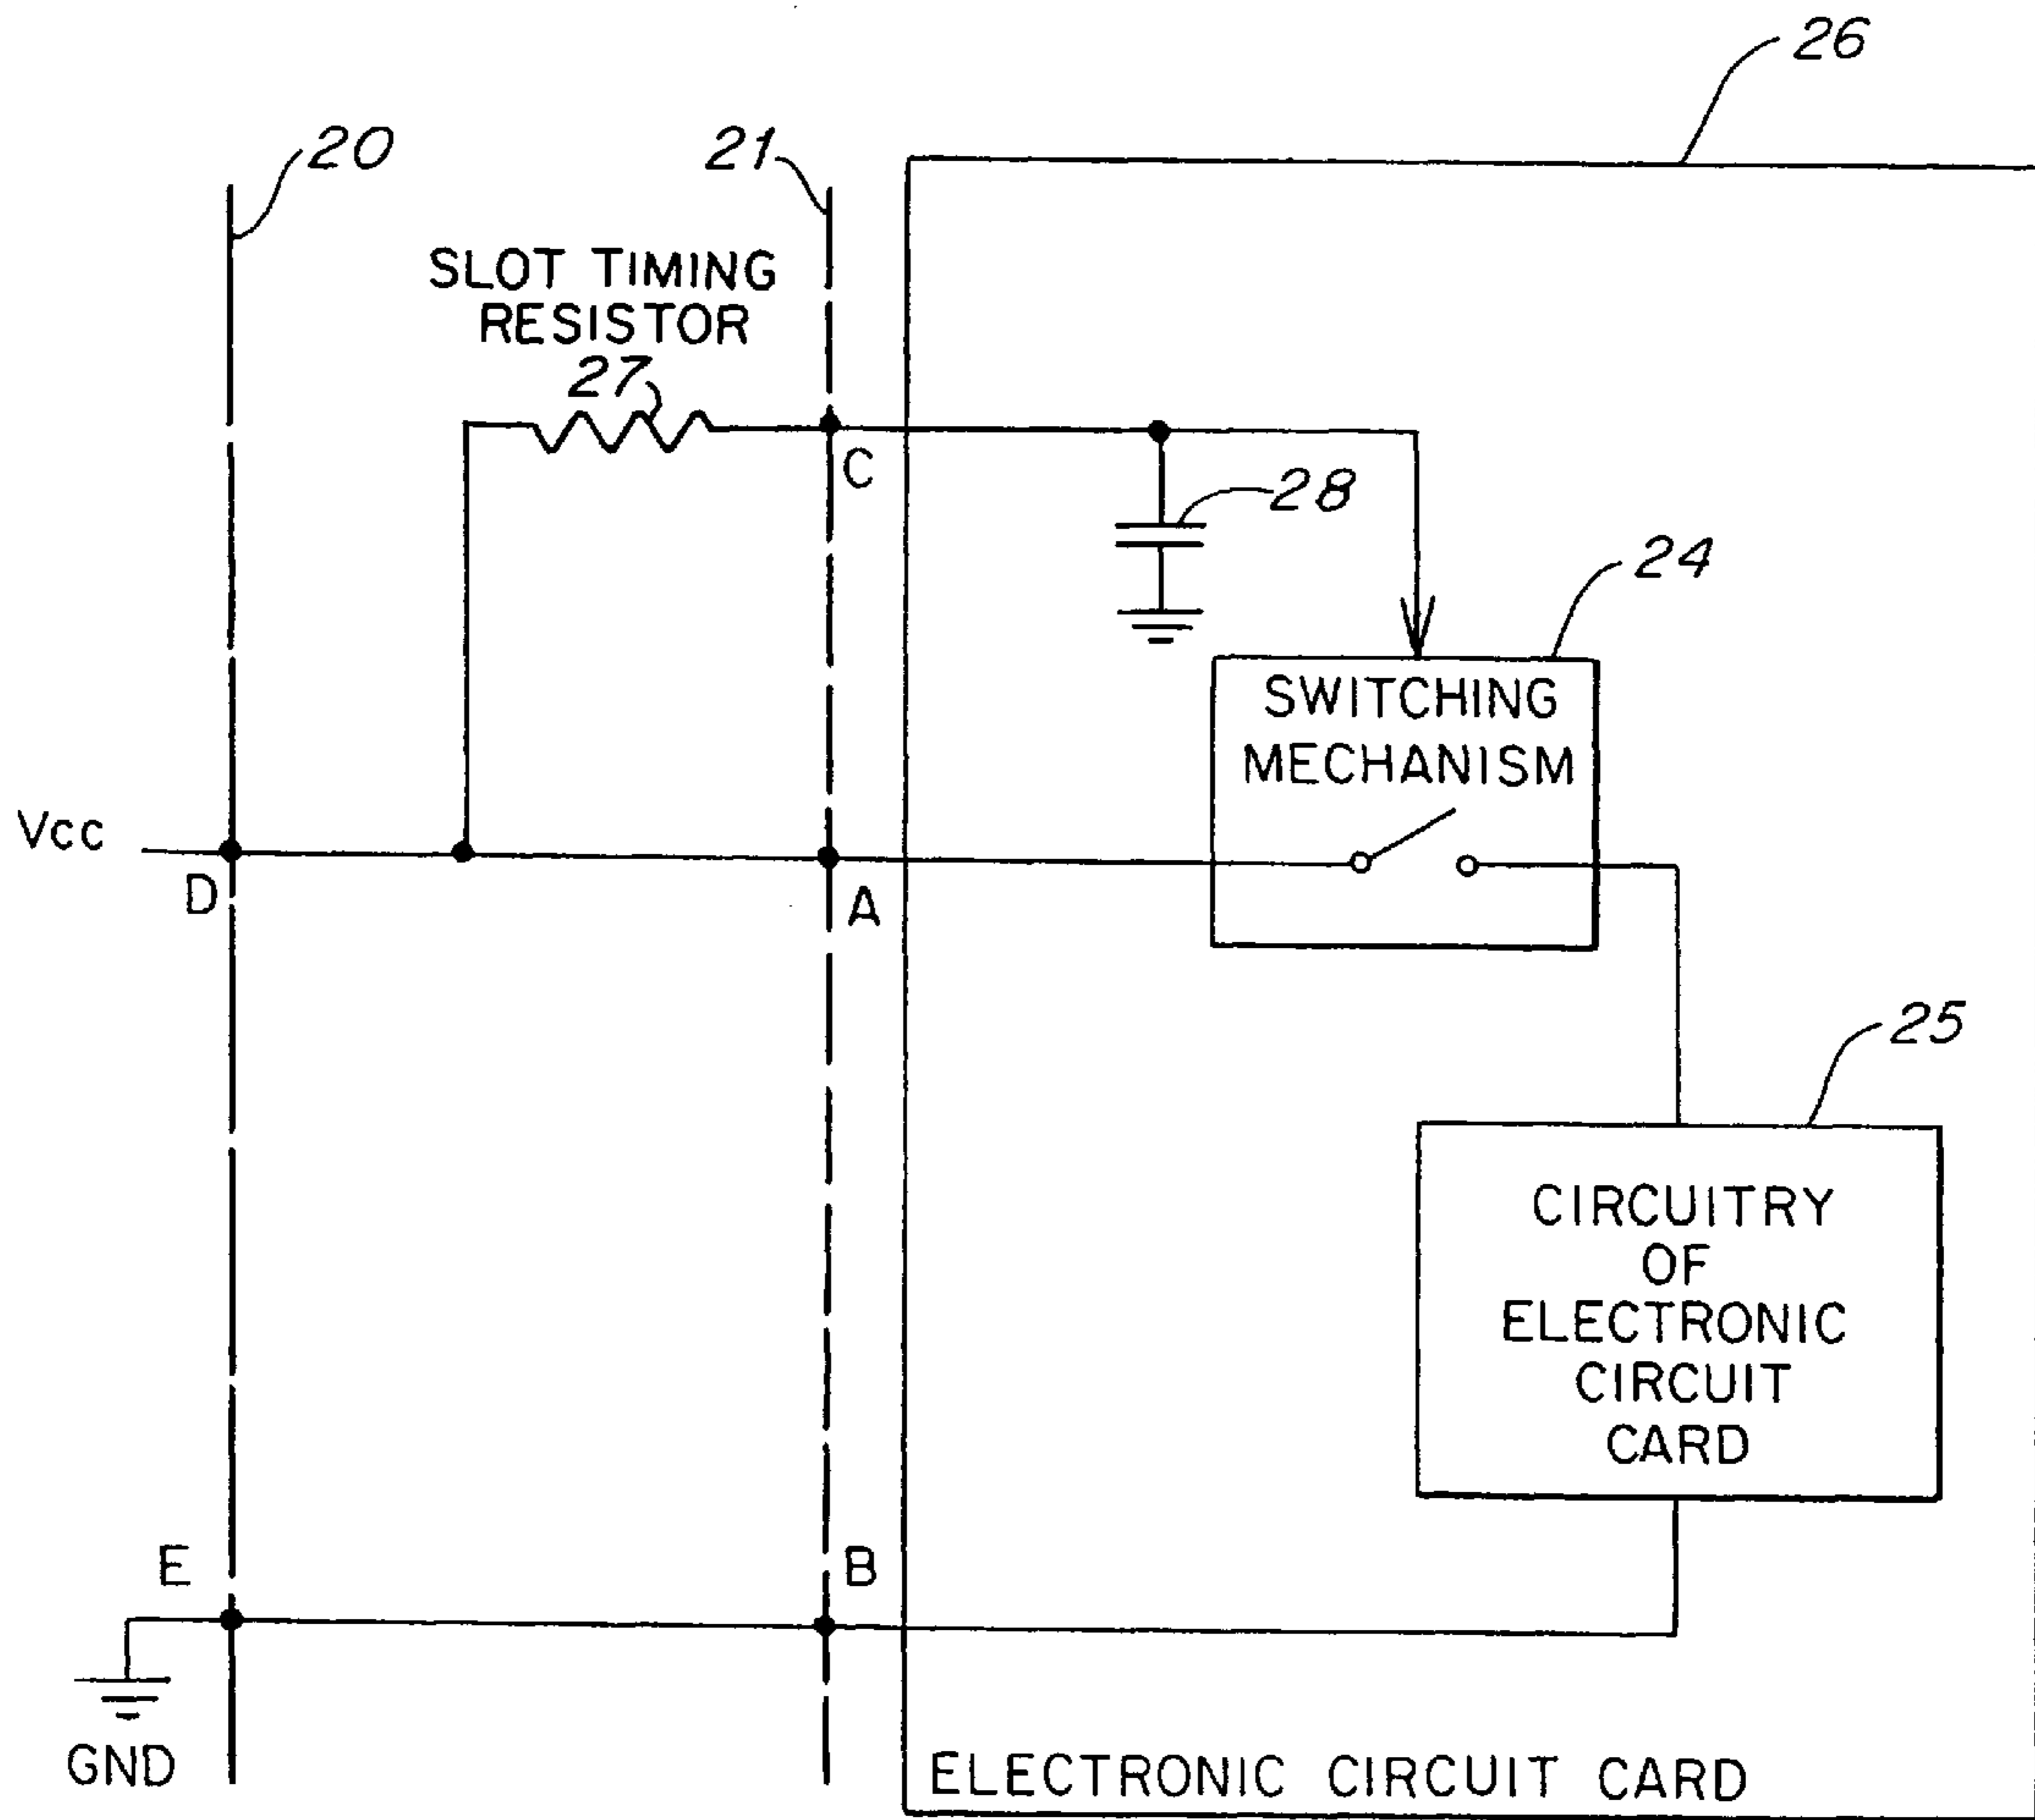 26
20
21
SLOT TIMING
RESISTOR
27
C
28
24
SWITCHING
MECHANISM
Vcc
D
A
25
CIRCUITRY
OF
ELECTRONIC
CIRCUIT
CARD
E
B
GND
ELECTRONIC CIRCUIT CARD